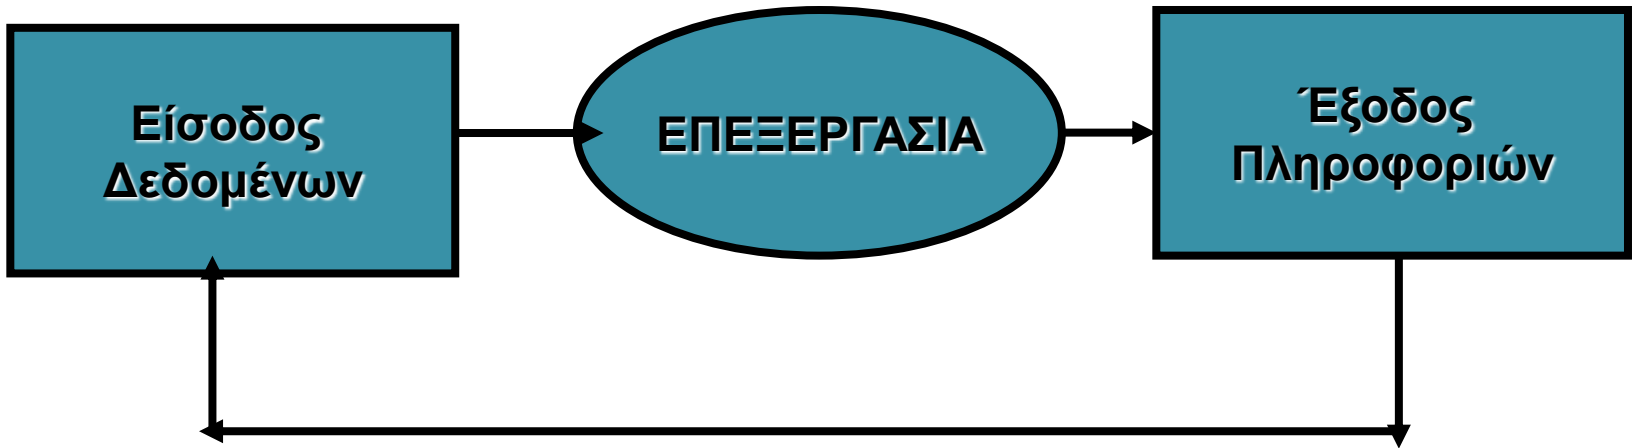 Είσοδος
Δεδομένων
ΕΠΕΞΕΡΓΑΣΙΑ
Έξοδος
Πληροφοριών